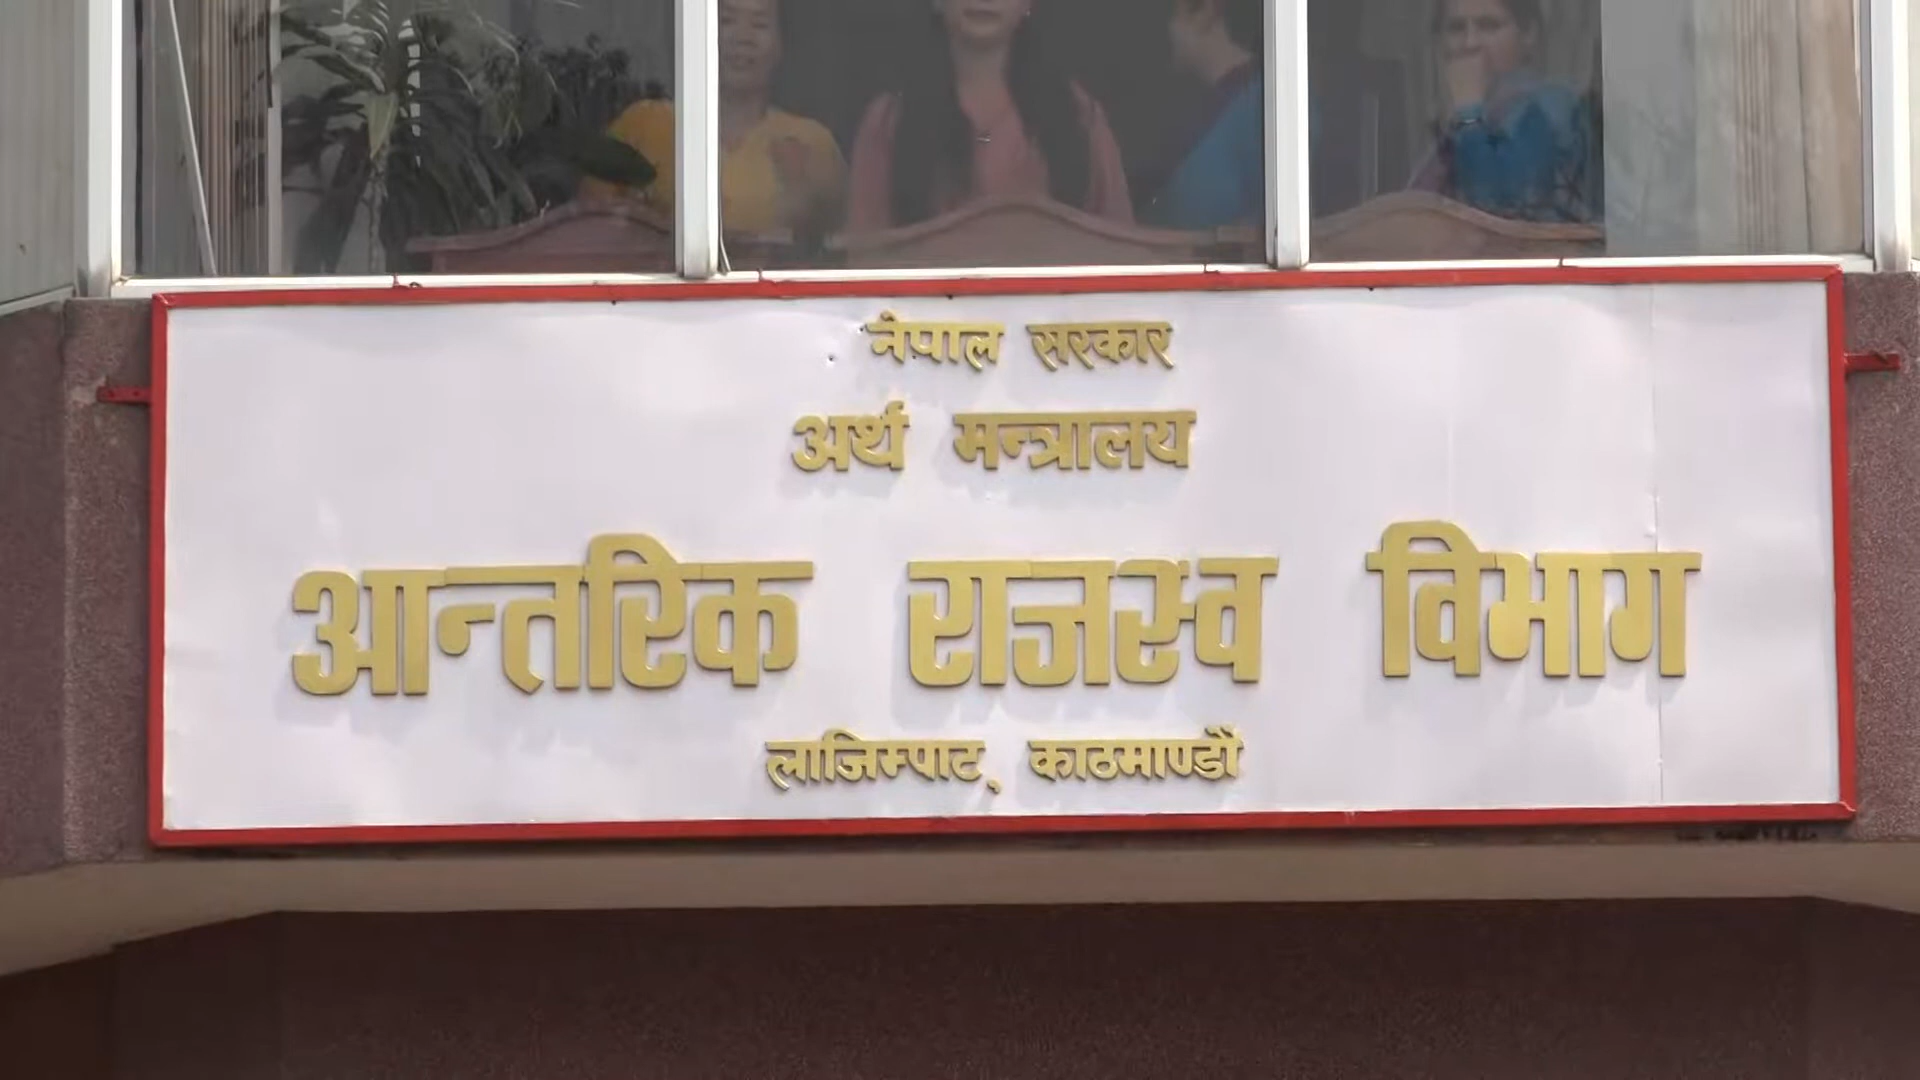 नेपाल सरकार
अर्थ मन्त्रालय
आन्तरिक राजस्व विभाग
लाजिम्पाट, काठमाण्डौ